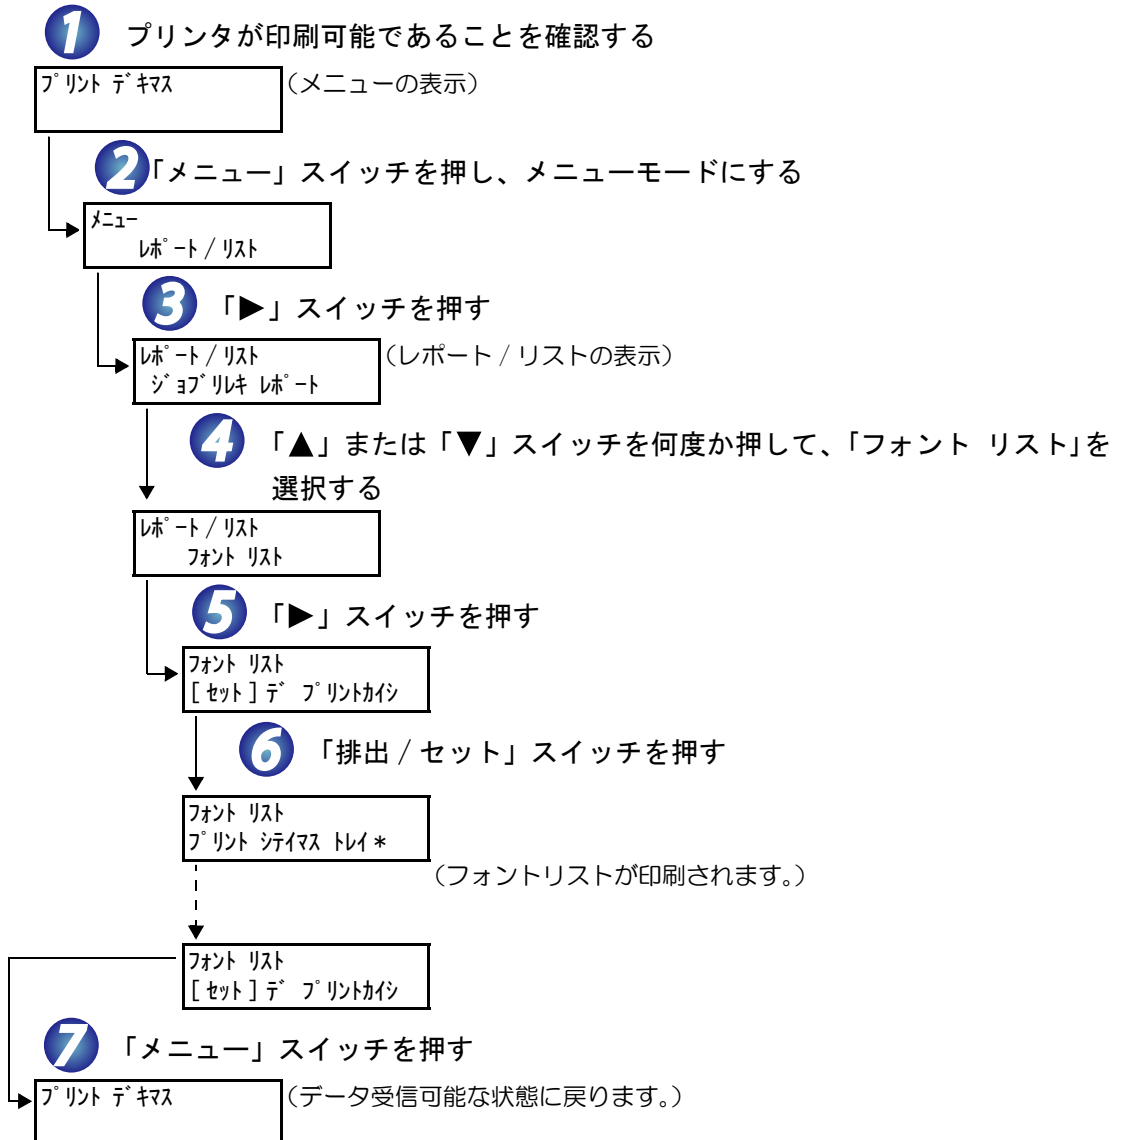 1 プリンタが印刷可能であることを確認する
ﾌﾟﾘﾝﾄ ﾃﾞｷﾏｽ
（メニューの表示）
2 「メニュー」スイッチを押し、メニューモードにする
ﾒﾆｭｰ
ﾚﾎﾟｰﾄ / ﾘｽﾄ
3 「▶」スイッチを押す
ﾚﾎﾟｰﾄ / ﾘｽﾄ
ｼﾞｮﾌﾞﾘﾚｷ ﾚﾎﾟｰﾄ
（レポート / リストの表示）
4 「▲」または「▼」スイッチを何度か押して、「フォント リスト」を
選択する
ﾚﾎﾟｰﾄ / ﾘｽﾄ
ﾌｫﾝﾄ ﾘｽﾄ
5 「▶」スイッチを押す
ﾌｫﾝﾄ ﾘｽﾄ
[ ｾｯﾄ ] ﾃﾞ ﾌﾟﾘﾝﾄｶｲｼ
6 「排出 / セット」スイッチを押す
ﾌｫﾝﾄ ﾘｽﾄ
ﾌﾟﾘﾝﾄ ｼﾃｲﾏｽ ﾄﾚｲ＊
（フォントリストが印刷されます。）
ﾌｫﾝﾄ ﾘｽﾄ
[ ｾｯﾄ ] ﾃﾞ ﾌﾟﾘﾝﾄｶｲｼ
7 「メニュー」スイッチを押す
ﾌﾟﾘﾝﾄ ﾃﾞｷﾏｽ
（データ受信可能な状態に戻ります。）